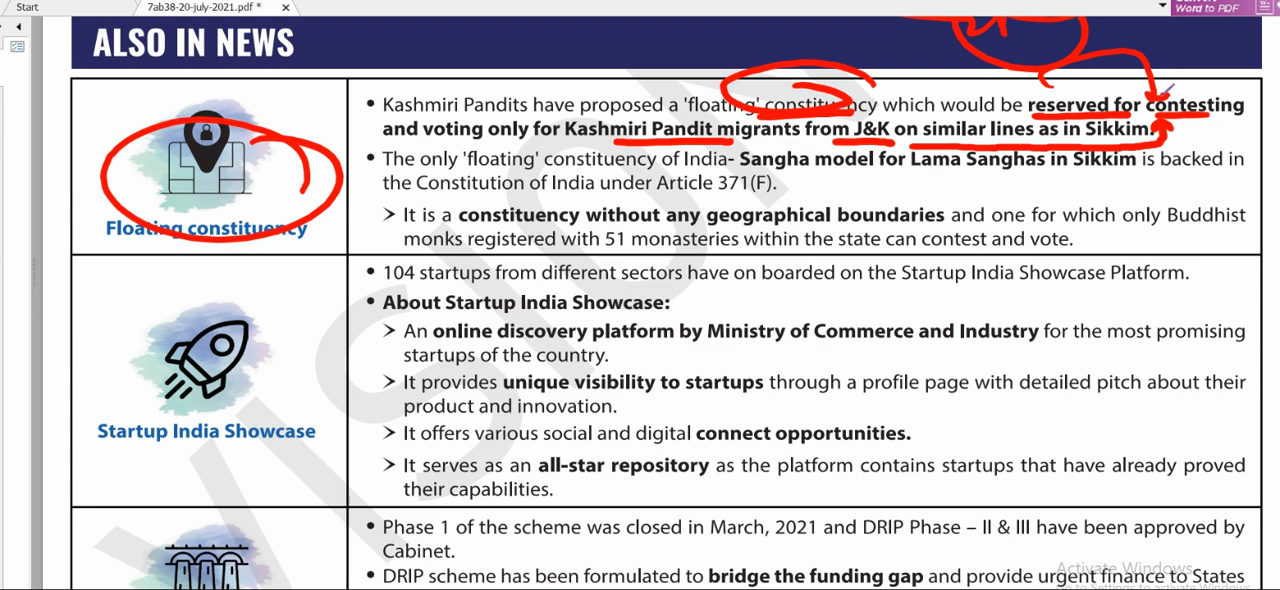 Start
7ab38-20-july-2021.pdf *
Word to PDF
ALSO IN NEWS
Floating constituency
• Kashmiri Pandits have proposed a 'floating' constituency which would be reserved for contesting
and voting only for Kashmiri Pandit migrants from J&K on similar lines as in Sikkim.
• The only 'floating' constituency of India- Sangha model for Lama Sanghas in Sikkim is backed in
the Constitution of India under Article 371(F).
➢ It is a constituency without any geographical boundaries and one for which only Buddhist
monks registered with 51 monasteries within the state can contest and vote.
Startup India Showcase
• 104 startups from different sectors have on boarded on the Startup India Showcase Platform.
• About Startup India Showcase:
➢ An online discovery platform by Ministry of Commerce and Industry for the most promising
startups of the country.
➢ It provides unique visibility to startups through a profile page with detailed pitch about their
product and innovation.
➢ It offers various social and digital connect opportunities.
➢ It serves as an all-star repository as the platform contains startups that have already proved
their capabilities.
• Phase 1 of the scheme was closed in March, 2021 and DRIP Phase – II & III have been approved by
Cabinet.
• DRIP scheme has been formulated to bridge the funding gap and provide urgent finance to States
Activate Windows
Go to Settings to activate Windows.
VISION